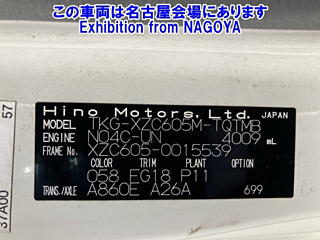 この車両は名古屋会場にあります
Exhibition from NAGOYA
57
37A00
Hino Motors, Ltd. JAPAN
MODEL TKG-XZC605M-TQTMB
ENGINE N04C-UN 4009 mL
FRAME No. XZC605-0015539
COLOR TRIM PLANT OPTION
058 FG18 P11
TRANS./AXLE A860E A26A 699